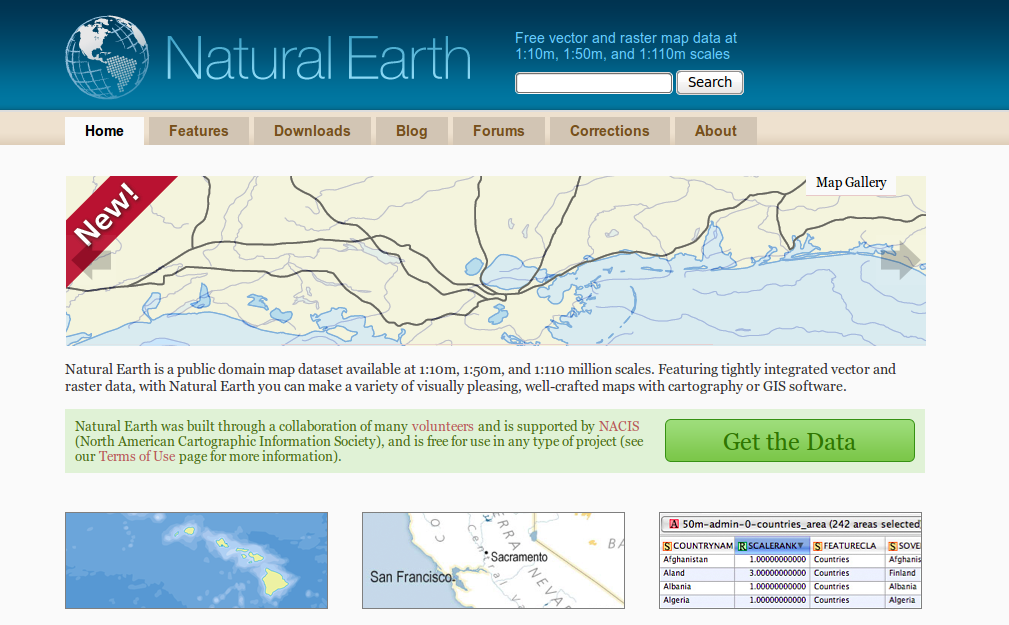 Natural Earth
Free vector and raster map data at
1:10m, 1:50m, and 1:110m scales
Search
Home
Features
Downloads
Blog
Forums
Corrections
About
New!
Map Gallery
Natural Earth is a public domain map dataset available at 1:10m, 1:50m, and 1:110 million scales. Featuring tightly integrated vector and
raster data, with Natural Earth you can make a variety of visually pleasing, well-crafted maps with cartography or GIS software.
Natural Earth was built through a collaboration of many volunteers and is supported by NACIS
(North American Cartographic Information Society), and is free for use in any type of project (see
our Terms of Use page for more information).
Get the Data
CO
ERRA NEVA
Central V
BA
Sacramento
San Francisco
A 50m-admin-0-countries_area (242 areas selected
S COUNTRYNAM R SCALERANK S FEATURECLA S SOVE
Afghanistan 1.00000000000 Countries Afghanis
Aland 3.00000000000 Countries Finland
Albania 1.00000000000 Countries Albania
Algeria 1.00000000000 Countries Algeria